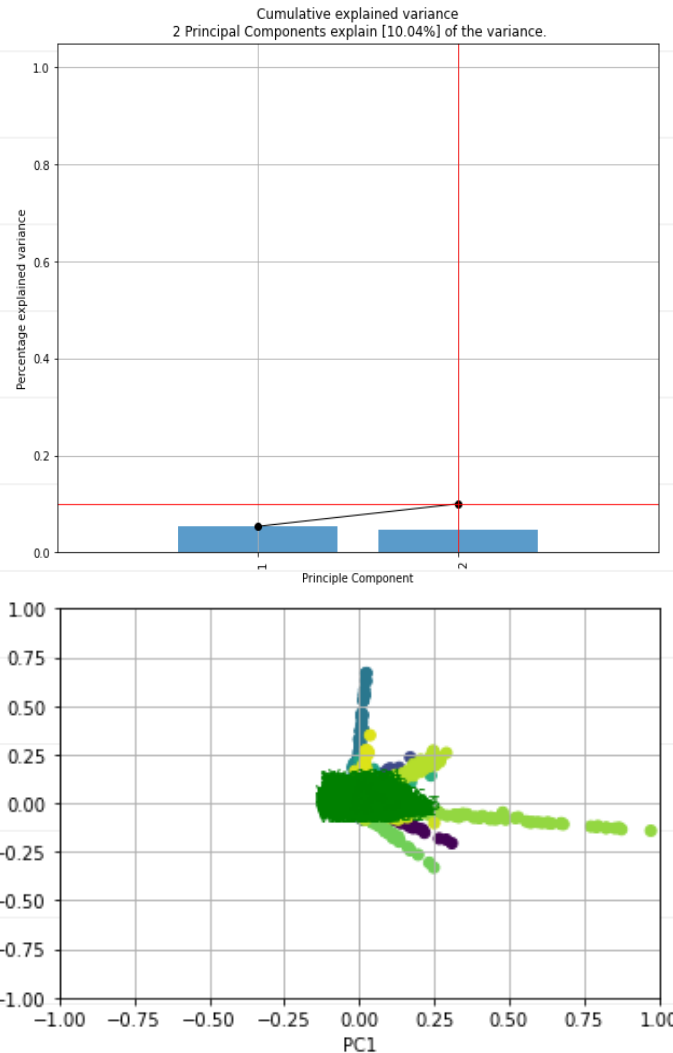 Cumulative explained variance
2 Principal Components explain [10.04%] of the variance.
1.0
0.8
0.6
0.4
0.2
0.0
Percentage explained variance
1
2
Principle Component
1.00
0.75
0.50
0.25
0.00
−0.25
−0.50
−0.75
−1.00
−1.00 −0.75 −0.50 −0.25 0.00 0.25 0.50 0.75 1.00
PC1